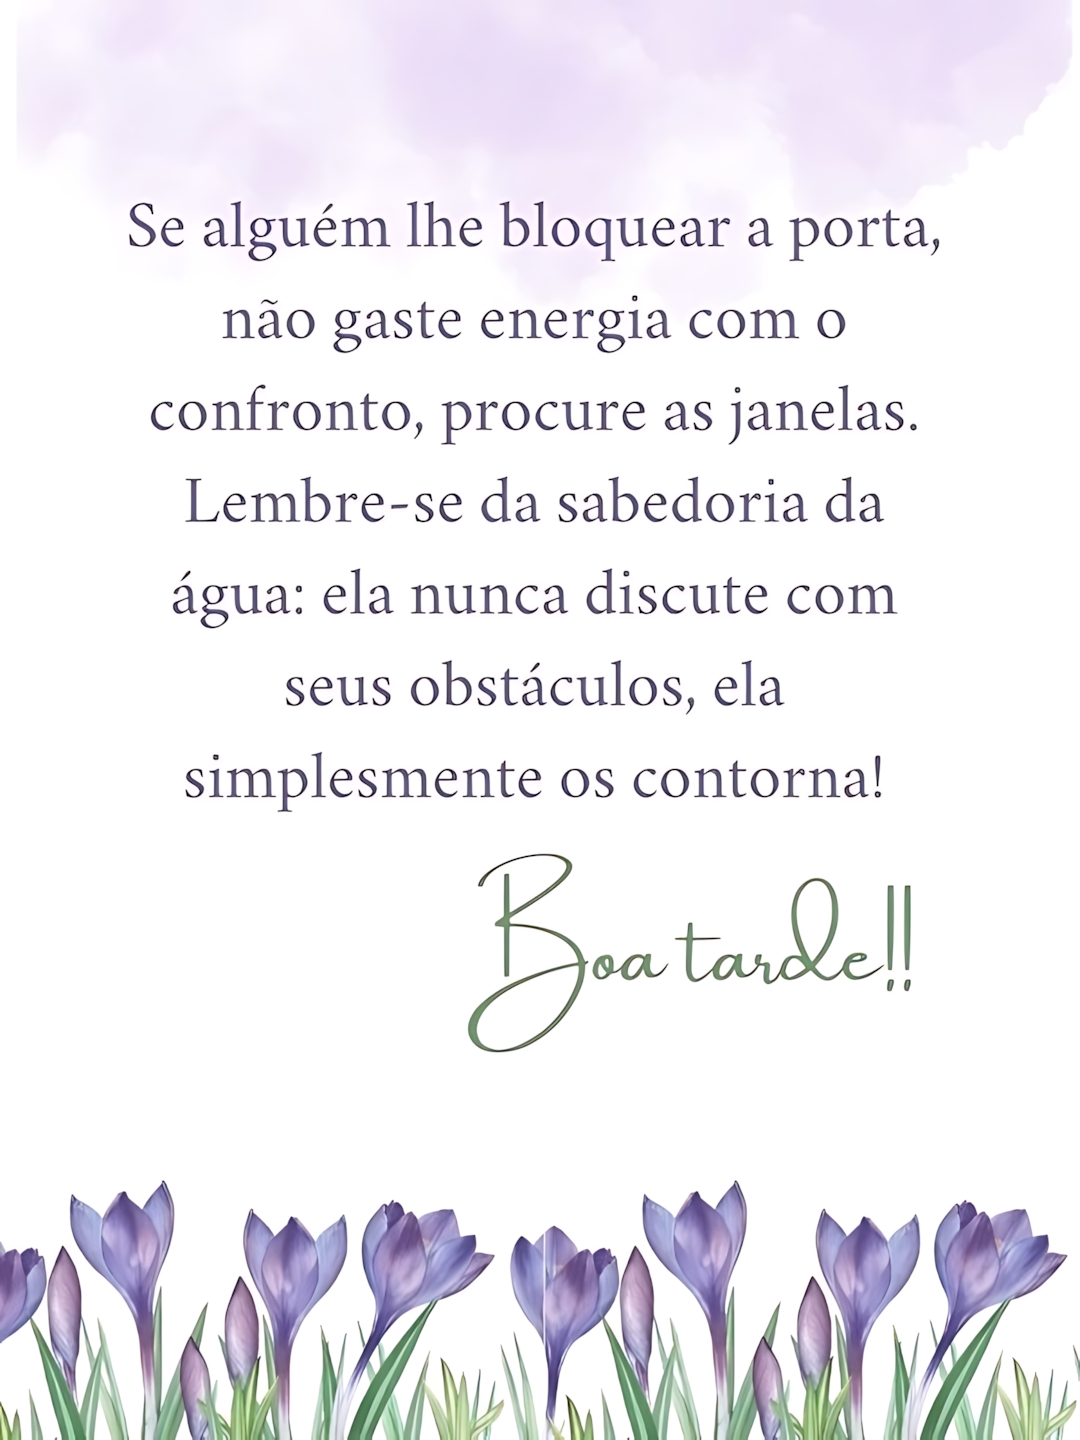 Se alguém lhe bloquear a porta,
não gaste energia com o
confronto, procure as janelas.
Lembre-se da sabedoria da
água: ela nunca discute com
seus obstáculos, ela
simplesmente os contorna!
Boa tarde!!